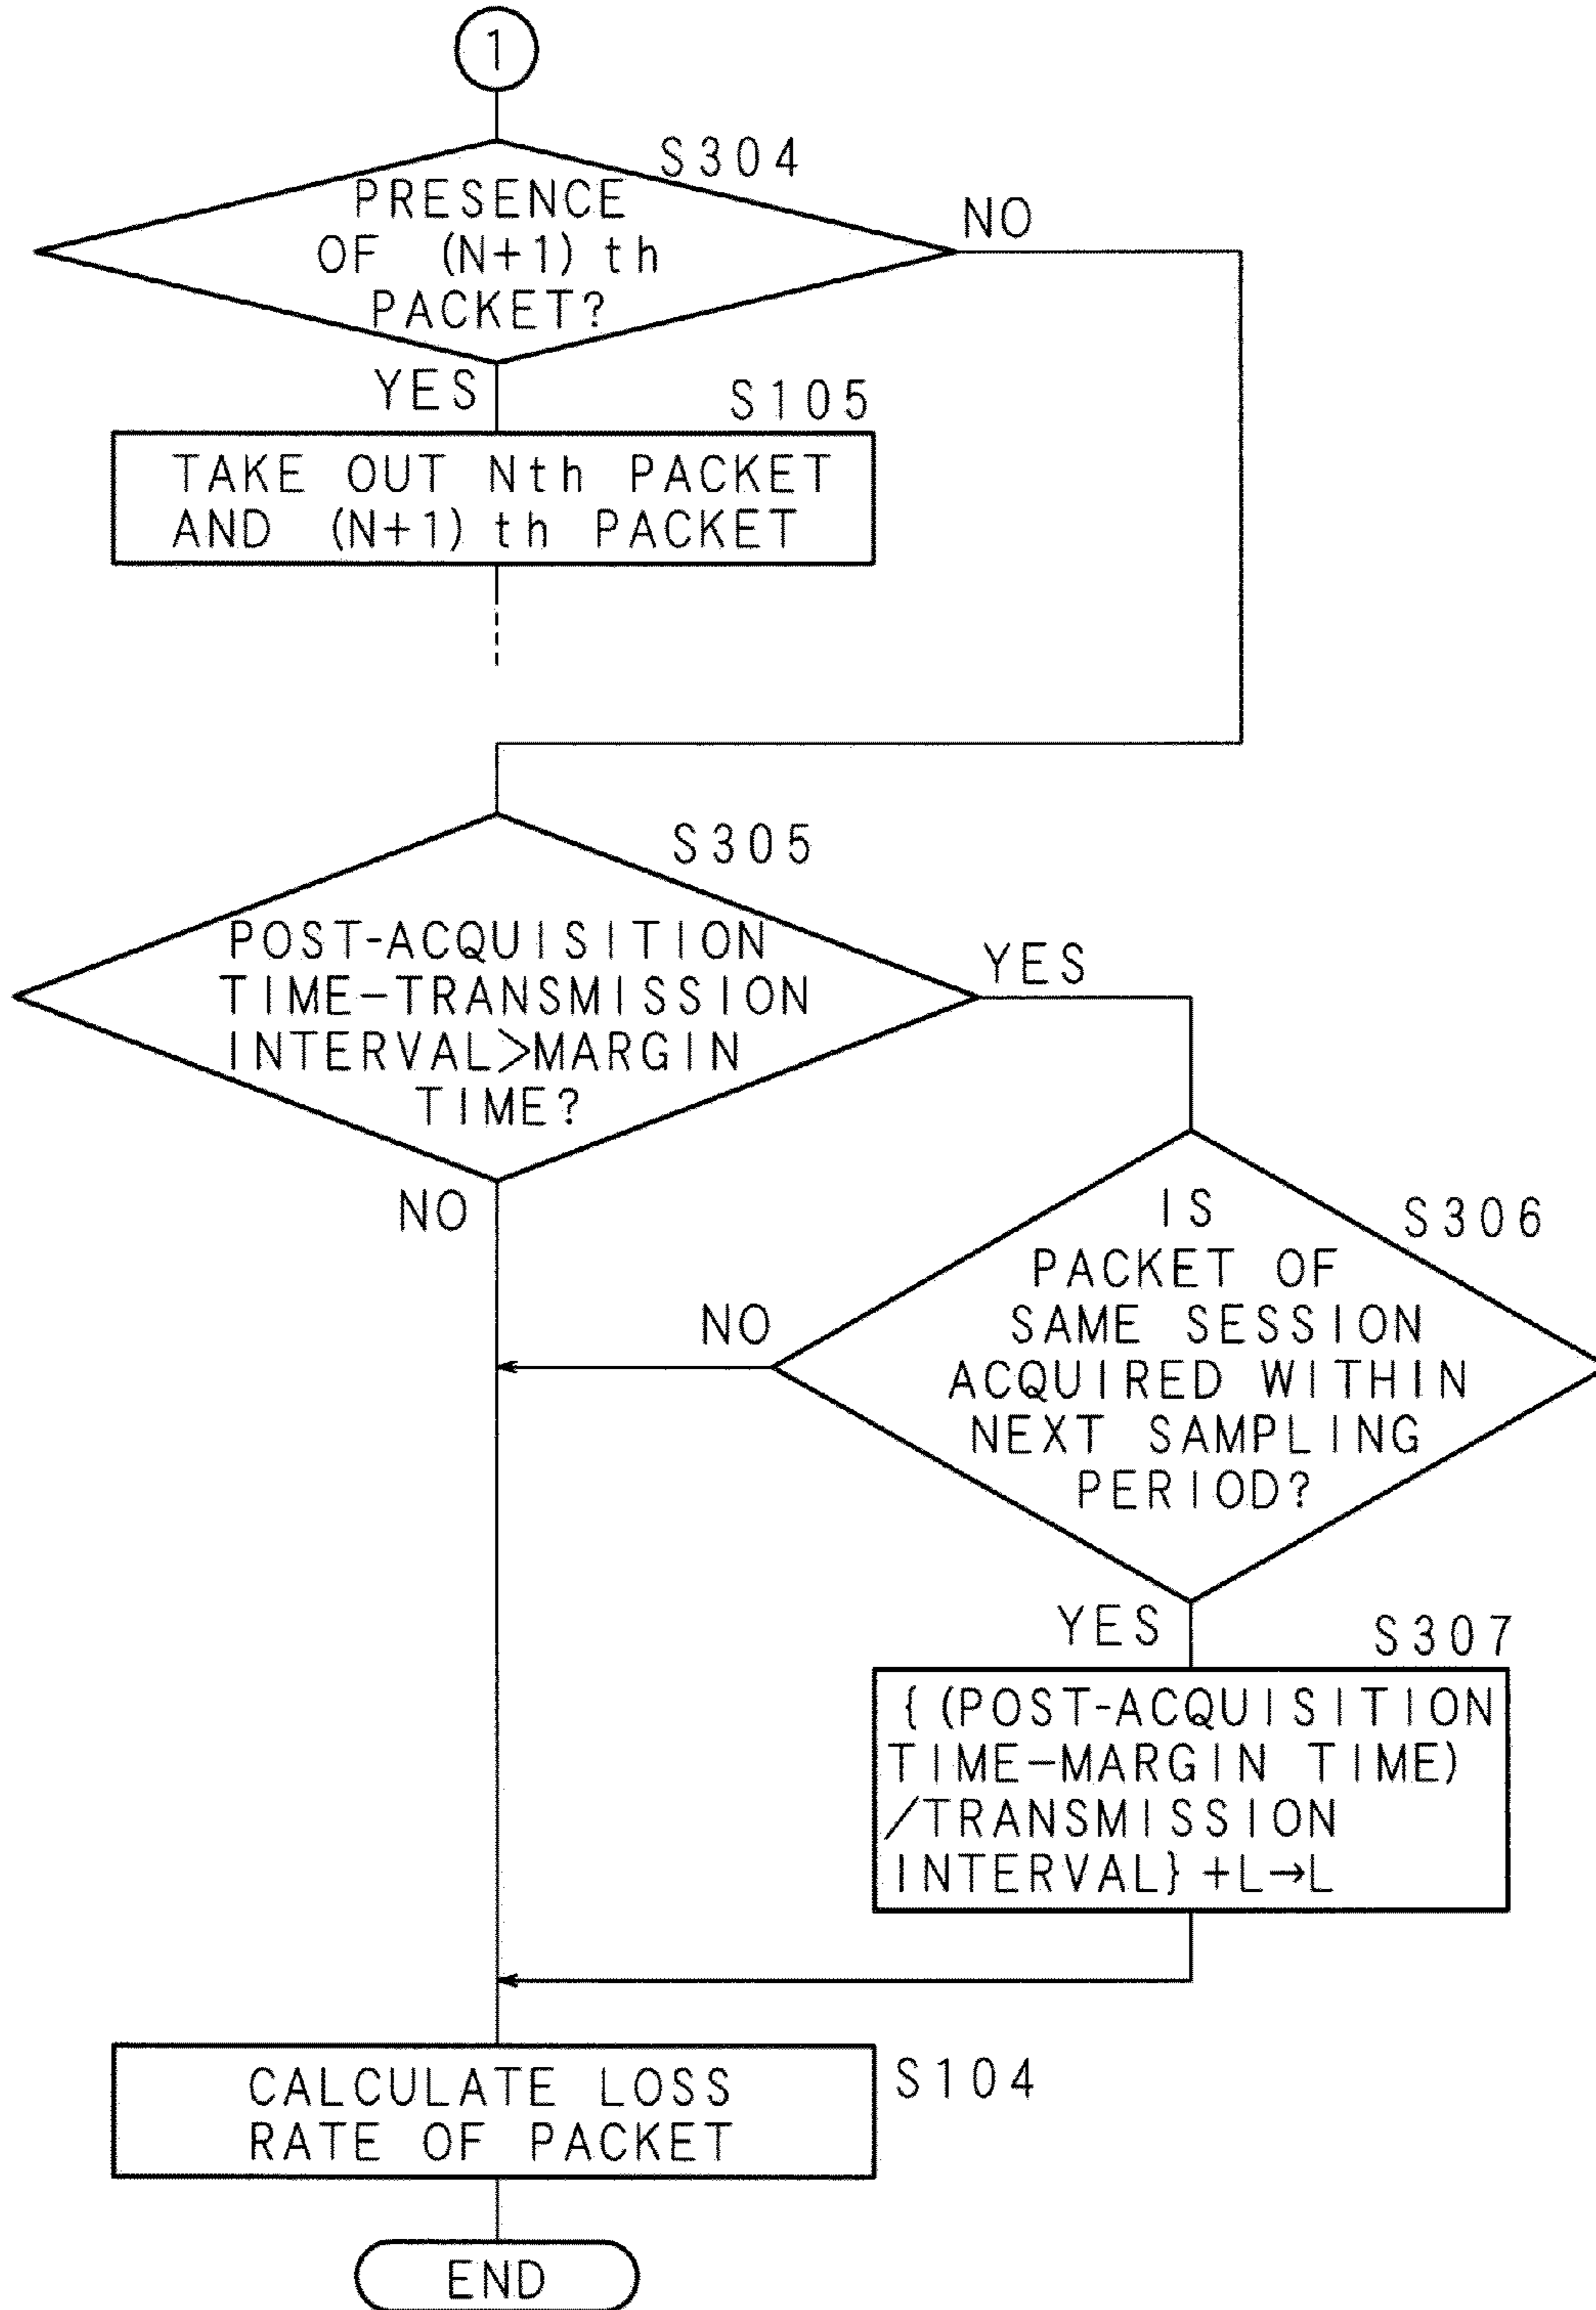 1
S304
PRESENCE
OF (N+1)th
PACKET?
NO
YES
S105
TAKE OUT Nth PACKET
AND (N+1)th PACKET
S305
POST-ACQUISITION
TIME-TRANSMISSION
INTERVAL>MARGIN
TIME?
YES
NO
S306
IS
PACKET OF
SAME SESSION
ACQUIRED WITHIN
NEXT SAMPLING
PERIOD?
NO
YES
S307
{(POST-ACQUISITION
TIME-MARGIN TIME)
/TRANSMISSION
INTERVAL}+L→L
CALCULATE LOSS
RATE OF PACKET
S104
END